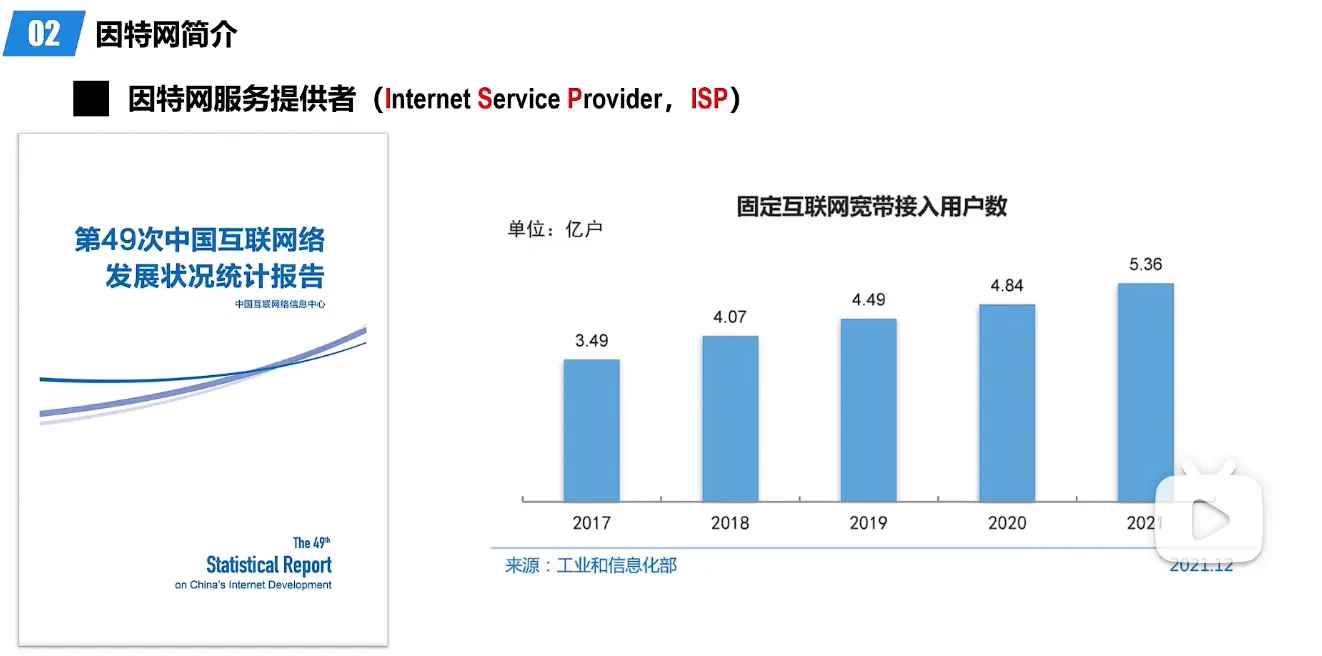 02 因特网简介
因特网服务提供者（Internet Service Provider，ISP）
第49次中国互联网络
发展状况统计报告
中国互联网络信息中心
The 49th
Statistical Report
on China's Internet Development
固定互联网宽带接入用户数
单位：亿户
3.49 4.07 4.49 4.84 5.36
2017 2018 2019 2020 2021
来源：工业和信息化部 2021.12